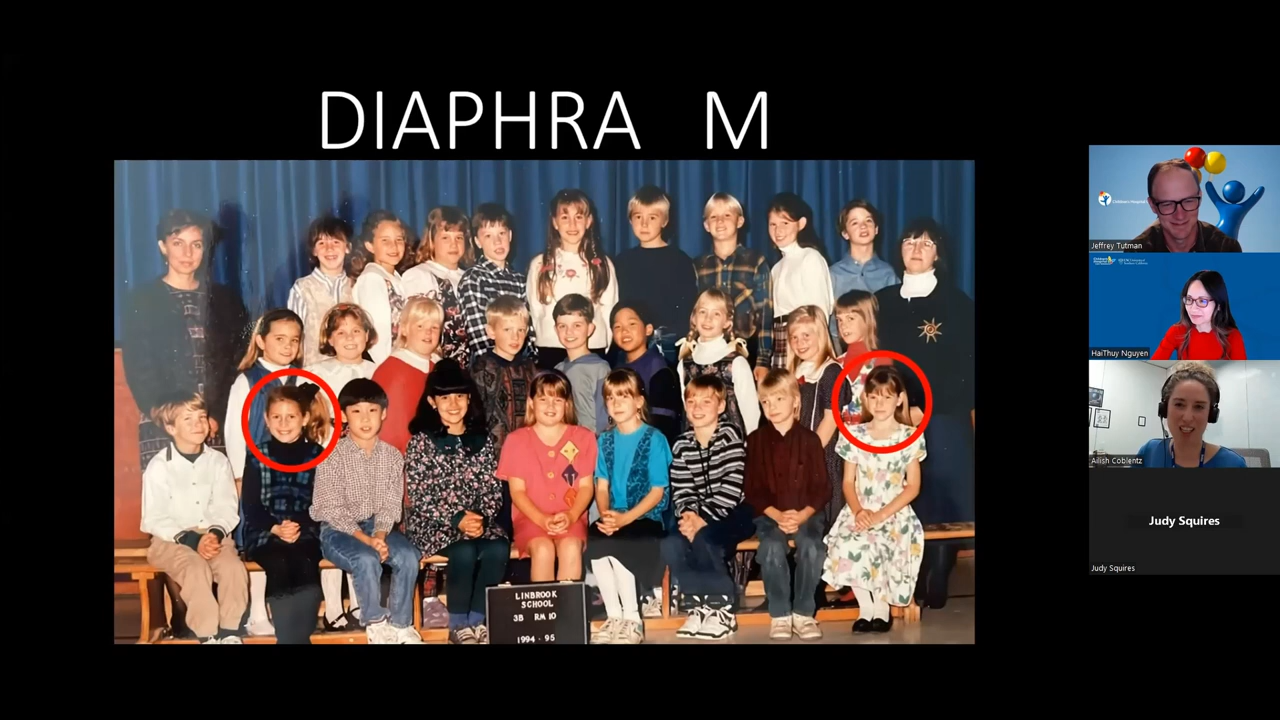 DIAPHRA M
LINBROOK
SCHOOL
3B RM 10
1994 - 95
Jeffrey Tutman
HaiThuy Nguyen
Ailish Coblentz
Judy Squires
Judy Squires